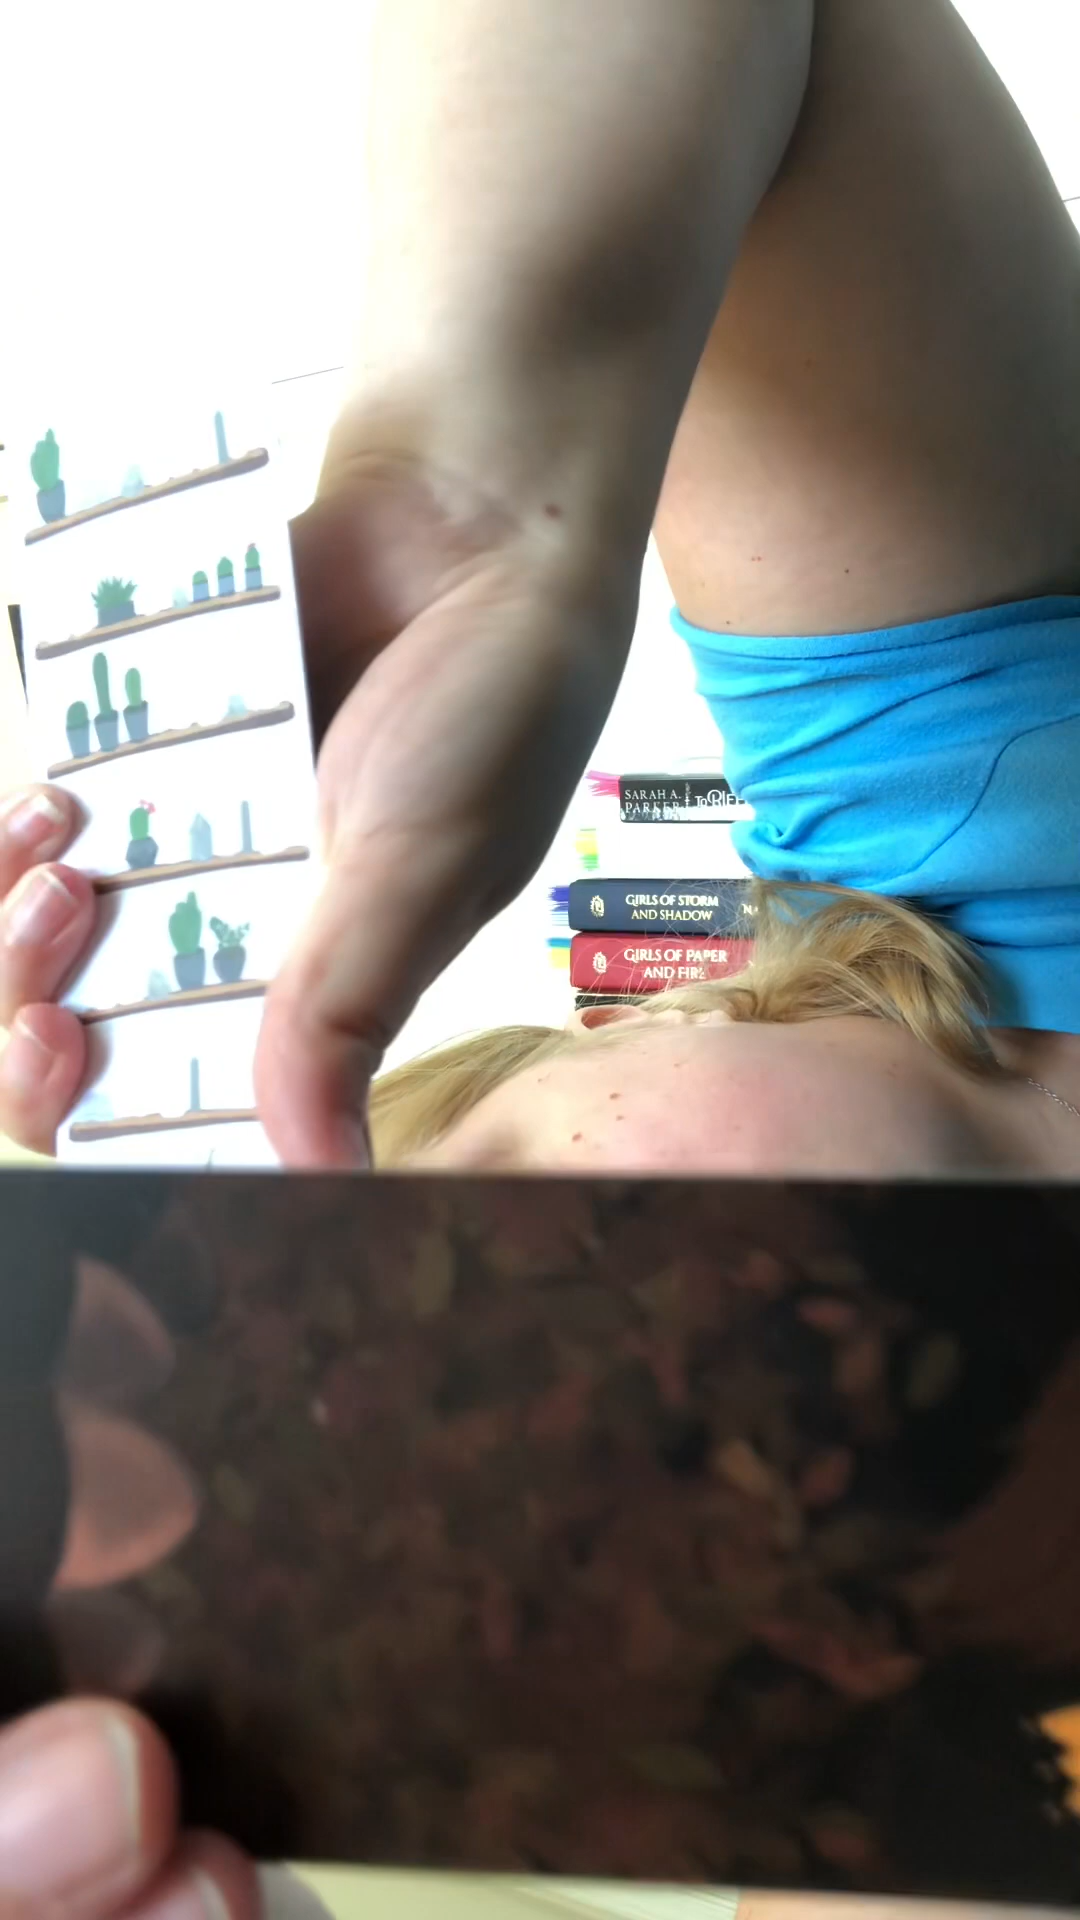 SARAH A.
PARKER
GIRLS OF STORM
AND SHADOW
GIRLS OF PAPER
AND FIRE